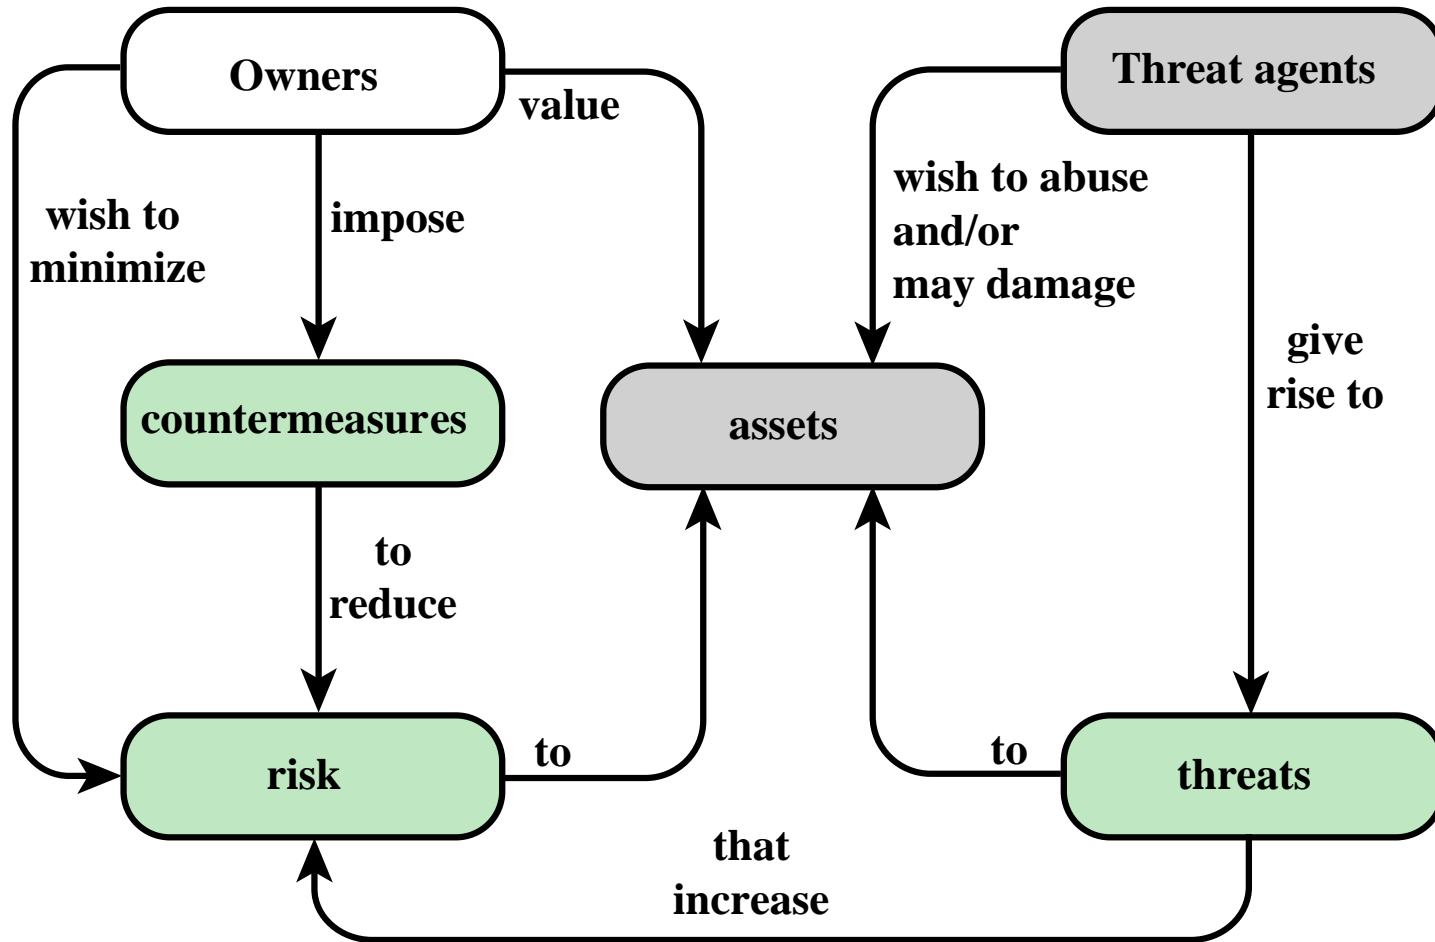 Owners
Threat agents
value
wish to
minimize
impose
wish to abuse
and/or
may damage
give
rise to
countermeasures
assets
to
reduce
risk
to
to
threats
that
increase